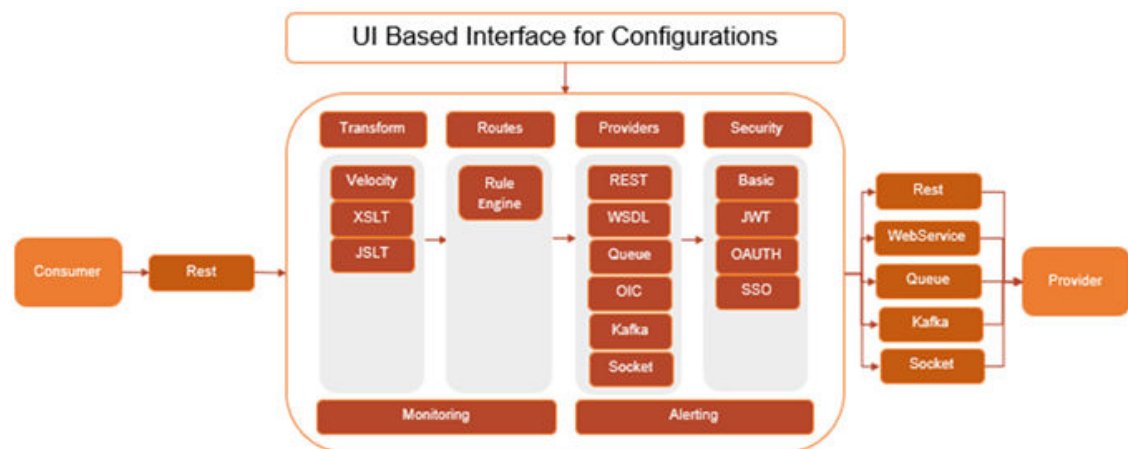 UI Based Interface for Configurations
Transform
Routes
Providers
Security
Velocity
XSLT
JSLT
Rule
Engine
REST
WSDL
Queue
OIC
Kafka
Socket
Basic
JWT
OAUTH
SSO
Monitoring
Alerting
Consumer
Rest
Rest
WebService
Queue
Kafka
Socket
Provider